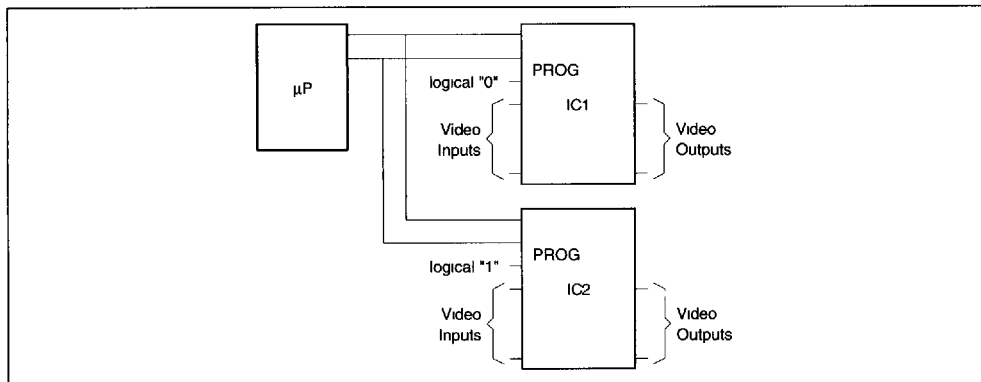 µP
PROG
logical "0"
IC1
Video
Inputs
Video
Outputs
PROG
logical "1"
IC2
Video
Inputs
Video
Outputs